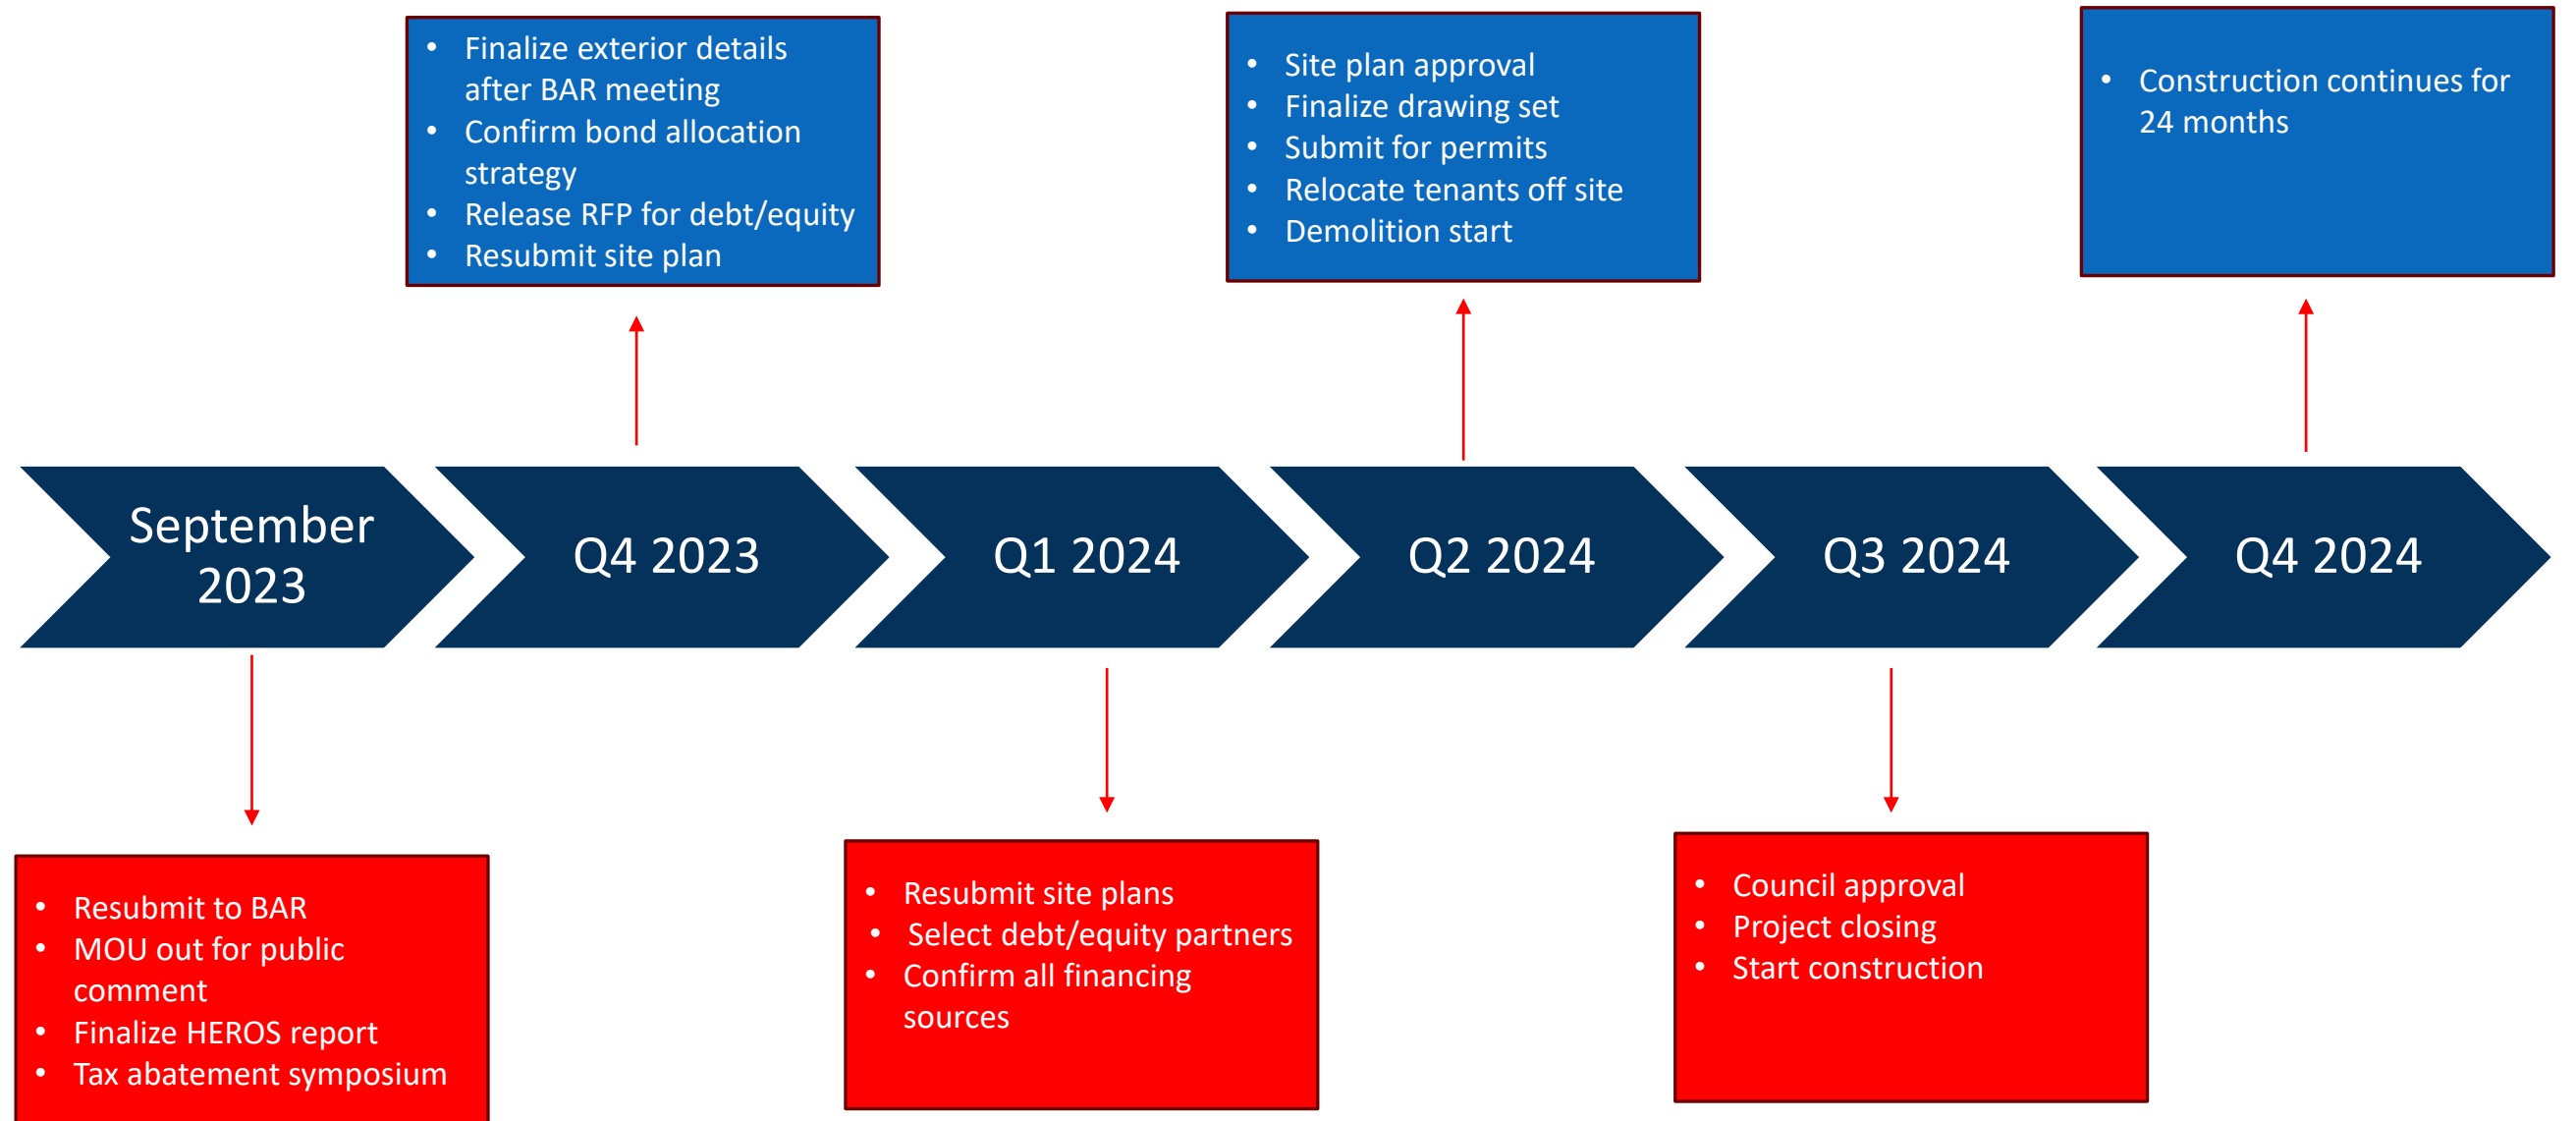 • Finalize exterior details
after BAR meeting
• Confirm bond allocation
strategy
• Release RFP for debt/equity
• Resubmit site plan
• Site plan approval
• Finalize drawing set
• Submit for permits
• Relocate tenants off site
• Demolition start
• Construction continues for
24 months
September
2023
Q4 2023
Q1 2024
Q2 2024
Q3 2024
Q4 2024
• Resubmit to BAR
• MOU out for public
comment
• Finalize HEROS report
• Tax abatement symposium
• Resubmit site plans
• Select debt/equity partners
• Confirm all financing
sources
• Council approval
• Project closing
• Start construction